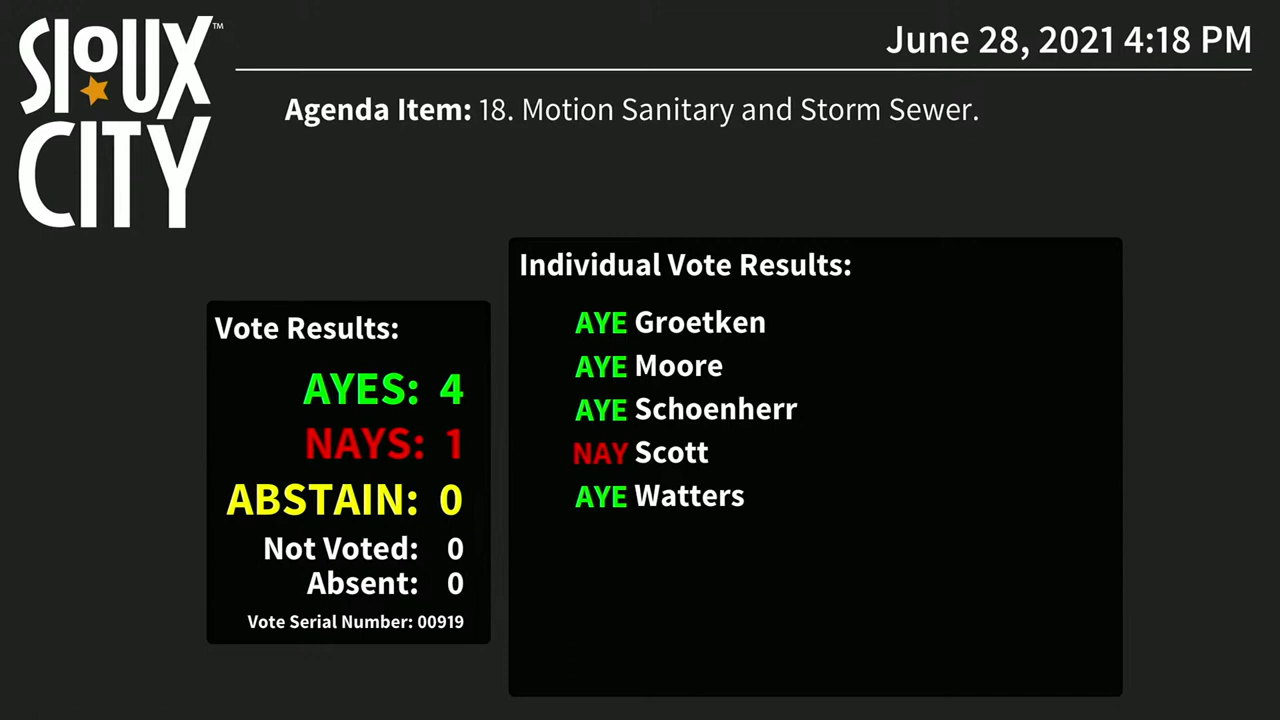 SIOUX
CITY™
June 28, 2021 4:18 PM
Agenda Item: 18. Motion Sanitary and Storm Sewer.
Vote Results:
AYES: 4
NAYS: 1
ABSTAIN: 0
Not Voted: 0
Absent: 0
Vote Serial Number: 00919
Individual Vote Results:
AYE Groetken
AYE Moore
AYE Schoenherr
NAY Scott
AYE Watters